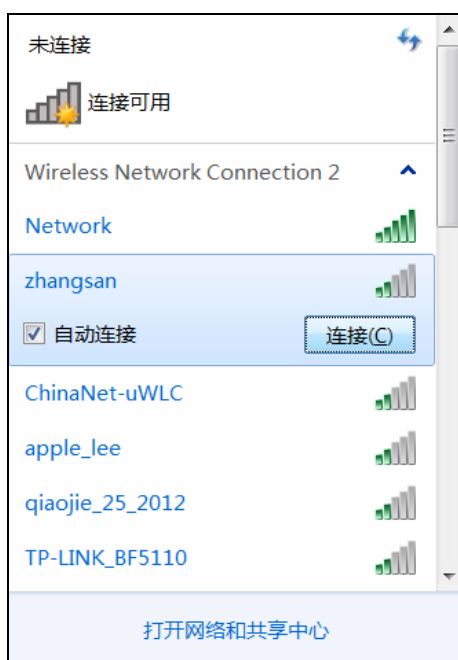 未连接
连接可用
Wireless Network Connection 2
Network
zhangsan
自动连接
连接(C)
ChinaNet-uWLC
apple_lee
qiaojie_25_2012
TP-LINK_BF5110
打开网络和共享中心